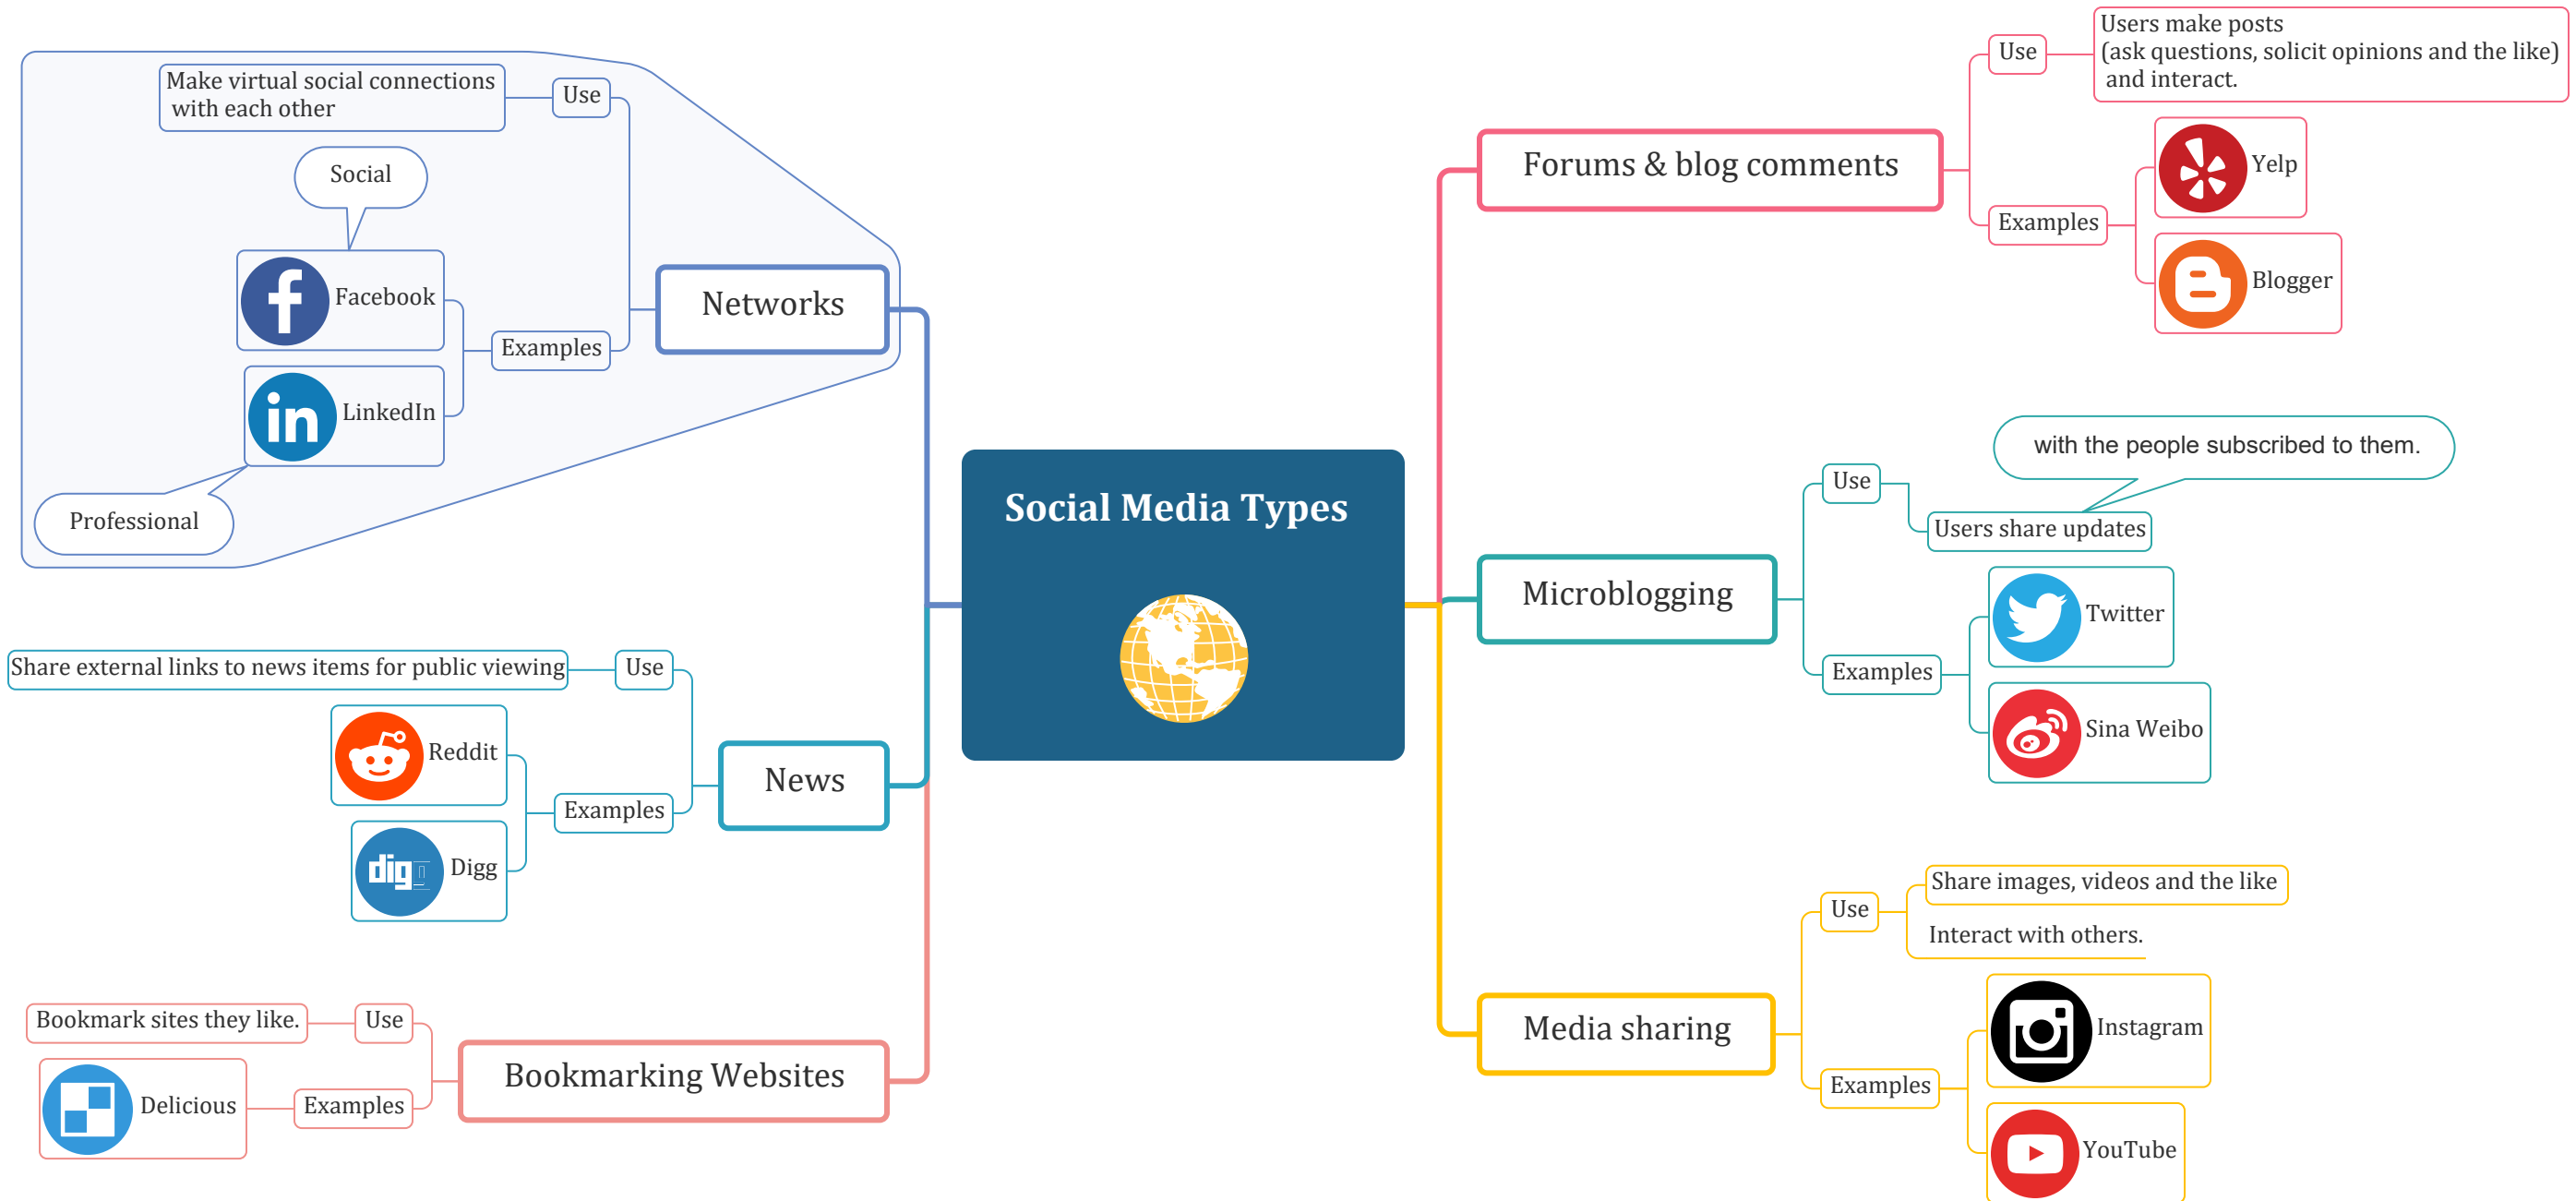 Social Media Types
Forums & blog comments
Use
Users make posts
(ask questions, solicit opinions and the like)
and interact.
Examples
Yelp
Blogger
Microblogging
Use
with the people subscribed to them.
Users share updates
Examples
Twitter
Sina Weibo
Media sharing
Use
Share images, videos and the like
Interact with others.
Examples
Instagram
YouTube
Networks
Use
Make virtual social connections
with each other
Examples
Social
f
Facebook
in
LinkedIn
Professional
News
Use
Share external links to news items for public viewing
Examples
Reddit
digg
Digg
Bookmarking Websites
Use
Bookmark sites they like.
Examples
Delicious